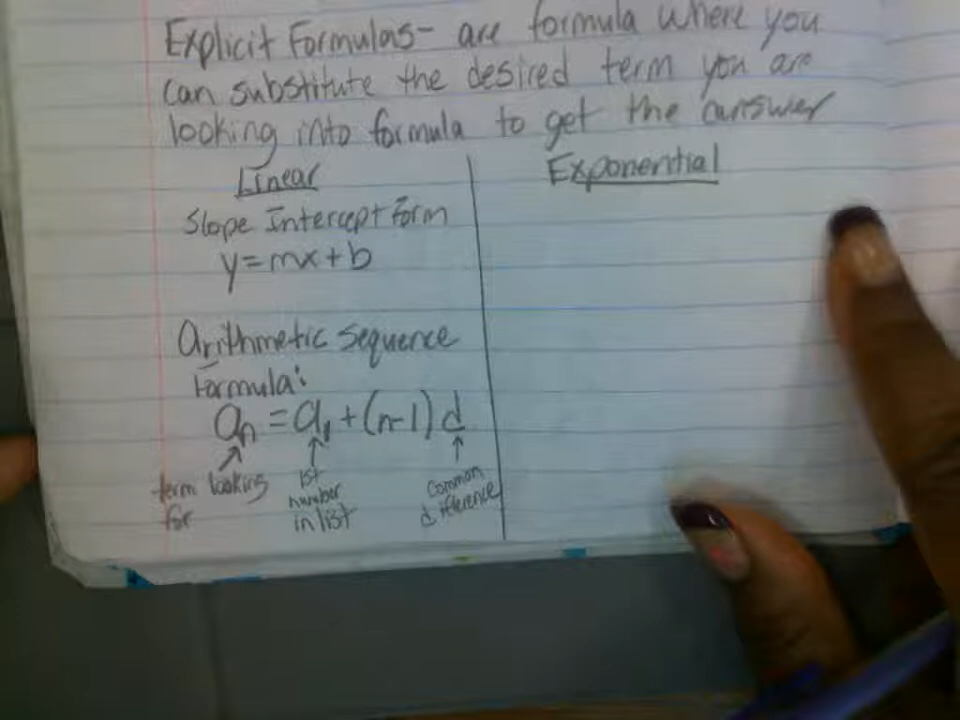 Explicit Formulas- are formula where you
can substitute the desired term you are
looking into formula to get the answer
Linear
Slope Intercept Form
y=mx+b
Arithmetic Sequence
Formula:
aₙ = a₁ + (n-1) d
term looking
for
1st
number
in list
common
difference
Exponential